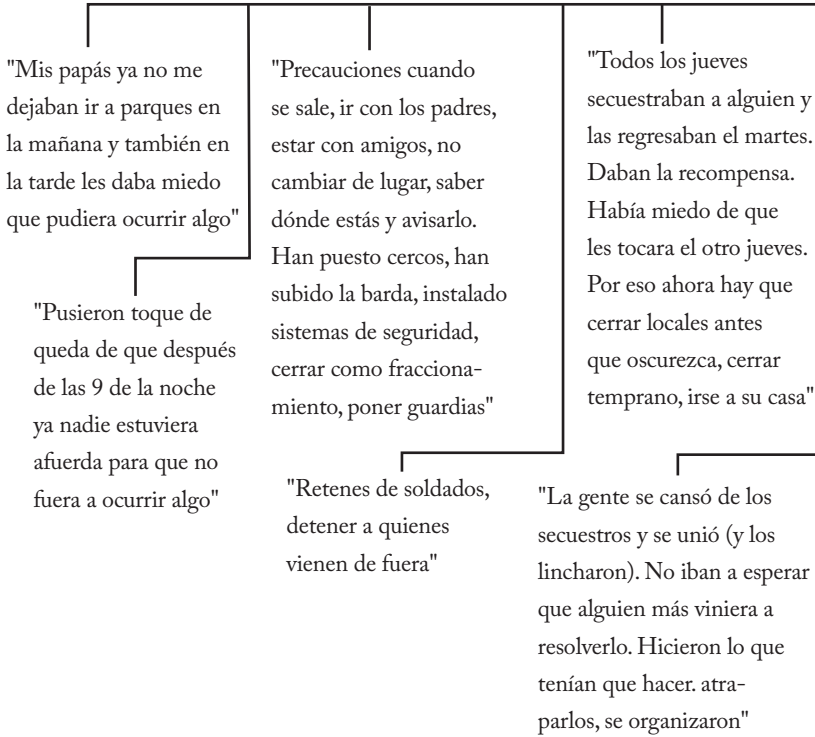 "Mis papás ya no me
dejaban ir a parques en
la mañana y también en
la tarde les daba miedo
que pudiera ocurrir algo"
"Pusieron toque de
queda de que después
de las 9 de la noche
ya nadie estuviera
afuerda para que no
fuera a ocurrir algo"
"Precauciones cuando
se sale, ir con los padres,
estar con amigos, no
cambiar de lugar, saber
dónde estás y avisarlo.
Han puesto cercos, han
subido la barda, instalado
sistemas de seguridad,
cerrar como fracciona-
miento, poner guardias"
"Retenes de soldados,
detener a quienes
vienen de fuera"
"Todos los jueves
secuestraban a alguien y
las regresaban el martes.
Daban la recompensa.
Había miedo de que
les tocara el otro jueves.
Por eso ahora hay que
cerrar locales antes
que oscurezca, cerrar
temprano, irse a su casa"
"La gente se cansó de los
secuestros y se unió (y los
lincharon). No iban a esperar
que alguien más viniera a
resolverlo. Hicieron lo que
tenían que hacer. atra-
parlos, se organizaron"